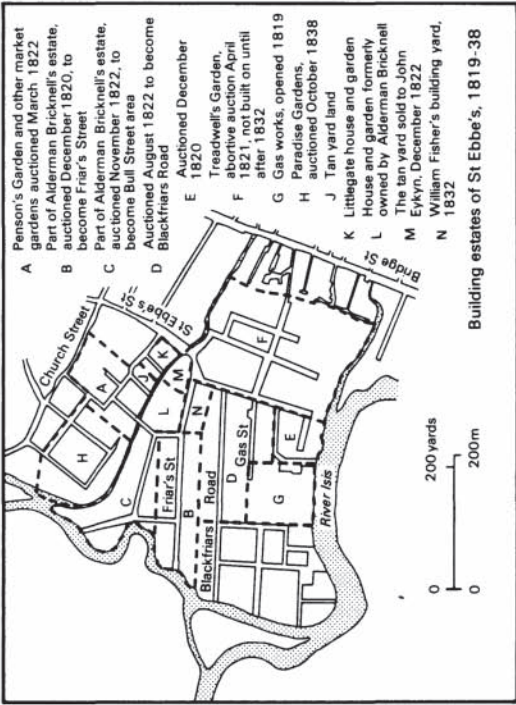 A Penson's Garden and other market
gardens auctioned March 1822
B Part of Alderman Bricknell's estate,
auctioned December 1820, to
become Friar's Street
C Part of Alderman Bricknell's estate,
auctioned November 1822, to
become Bull Street area
D Auctioned August 1822 to become
Blackfriars Road
E Auctioned December
1820
F Treadwell's Garden,
abortive auction April
1821, not built on until
after 1832
G Gas works, opened 1819
H Paradise Gardens,
auctioned October 1838
J Tan yard land
K Littlegate house and garden
L House and garden formerly
owned by Alderman Bricknell
M The tan yard sold to John
Eykyn, December 1822
N William Fisher's building yard,
1832
Building estates of St Ebbe's, 1819-38
Church Street
St Ebbe's St
Bridge St
H
A
J
K
M
L
N
C
Friar's St
B
Blackfriars Road
D
Gas St
F
E
G
River Isis
0 200 yards
0 200m